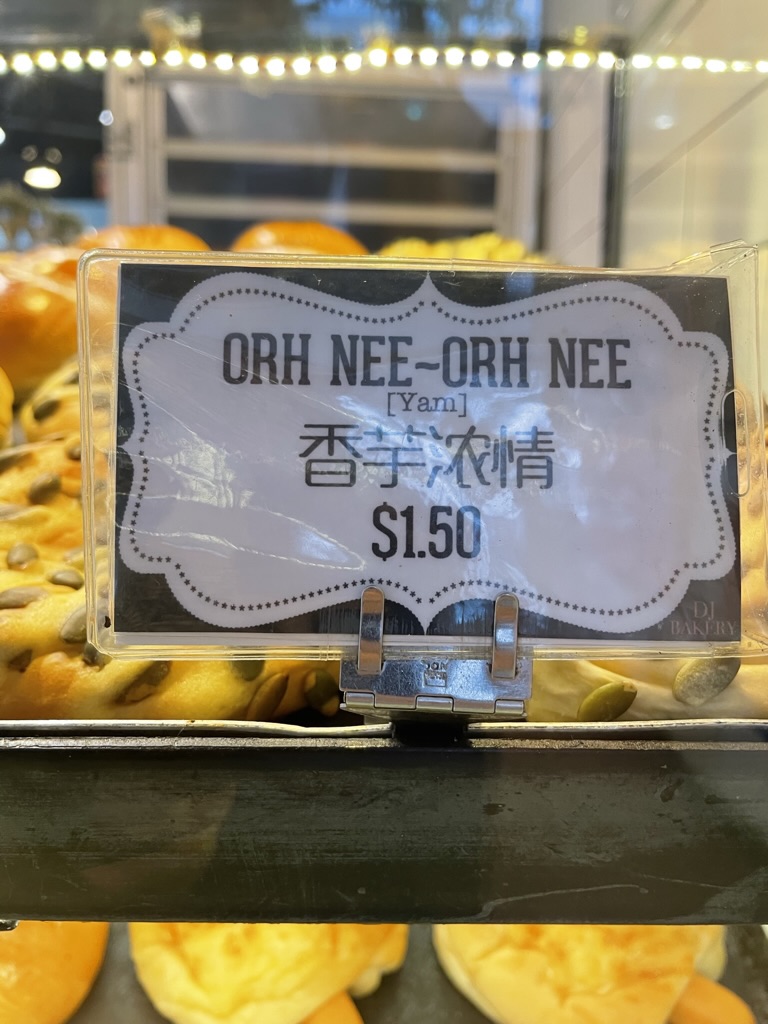 ORH NEE~ORH NEE
[Yam]
香芋浓情
$1.50
DJ
BAKERY